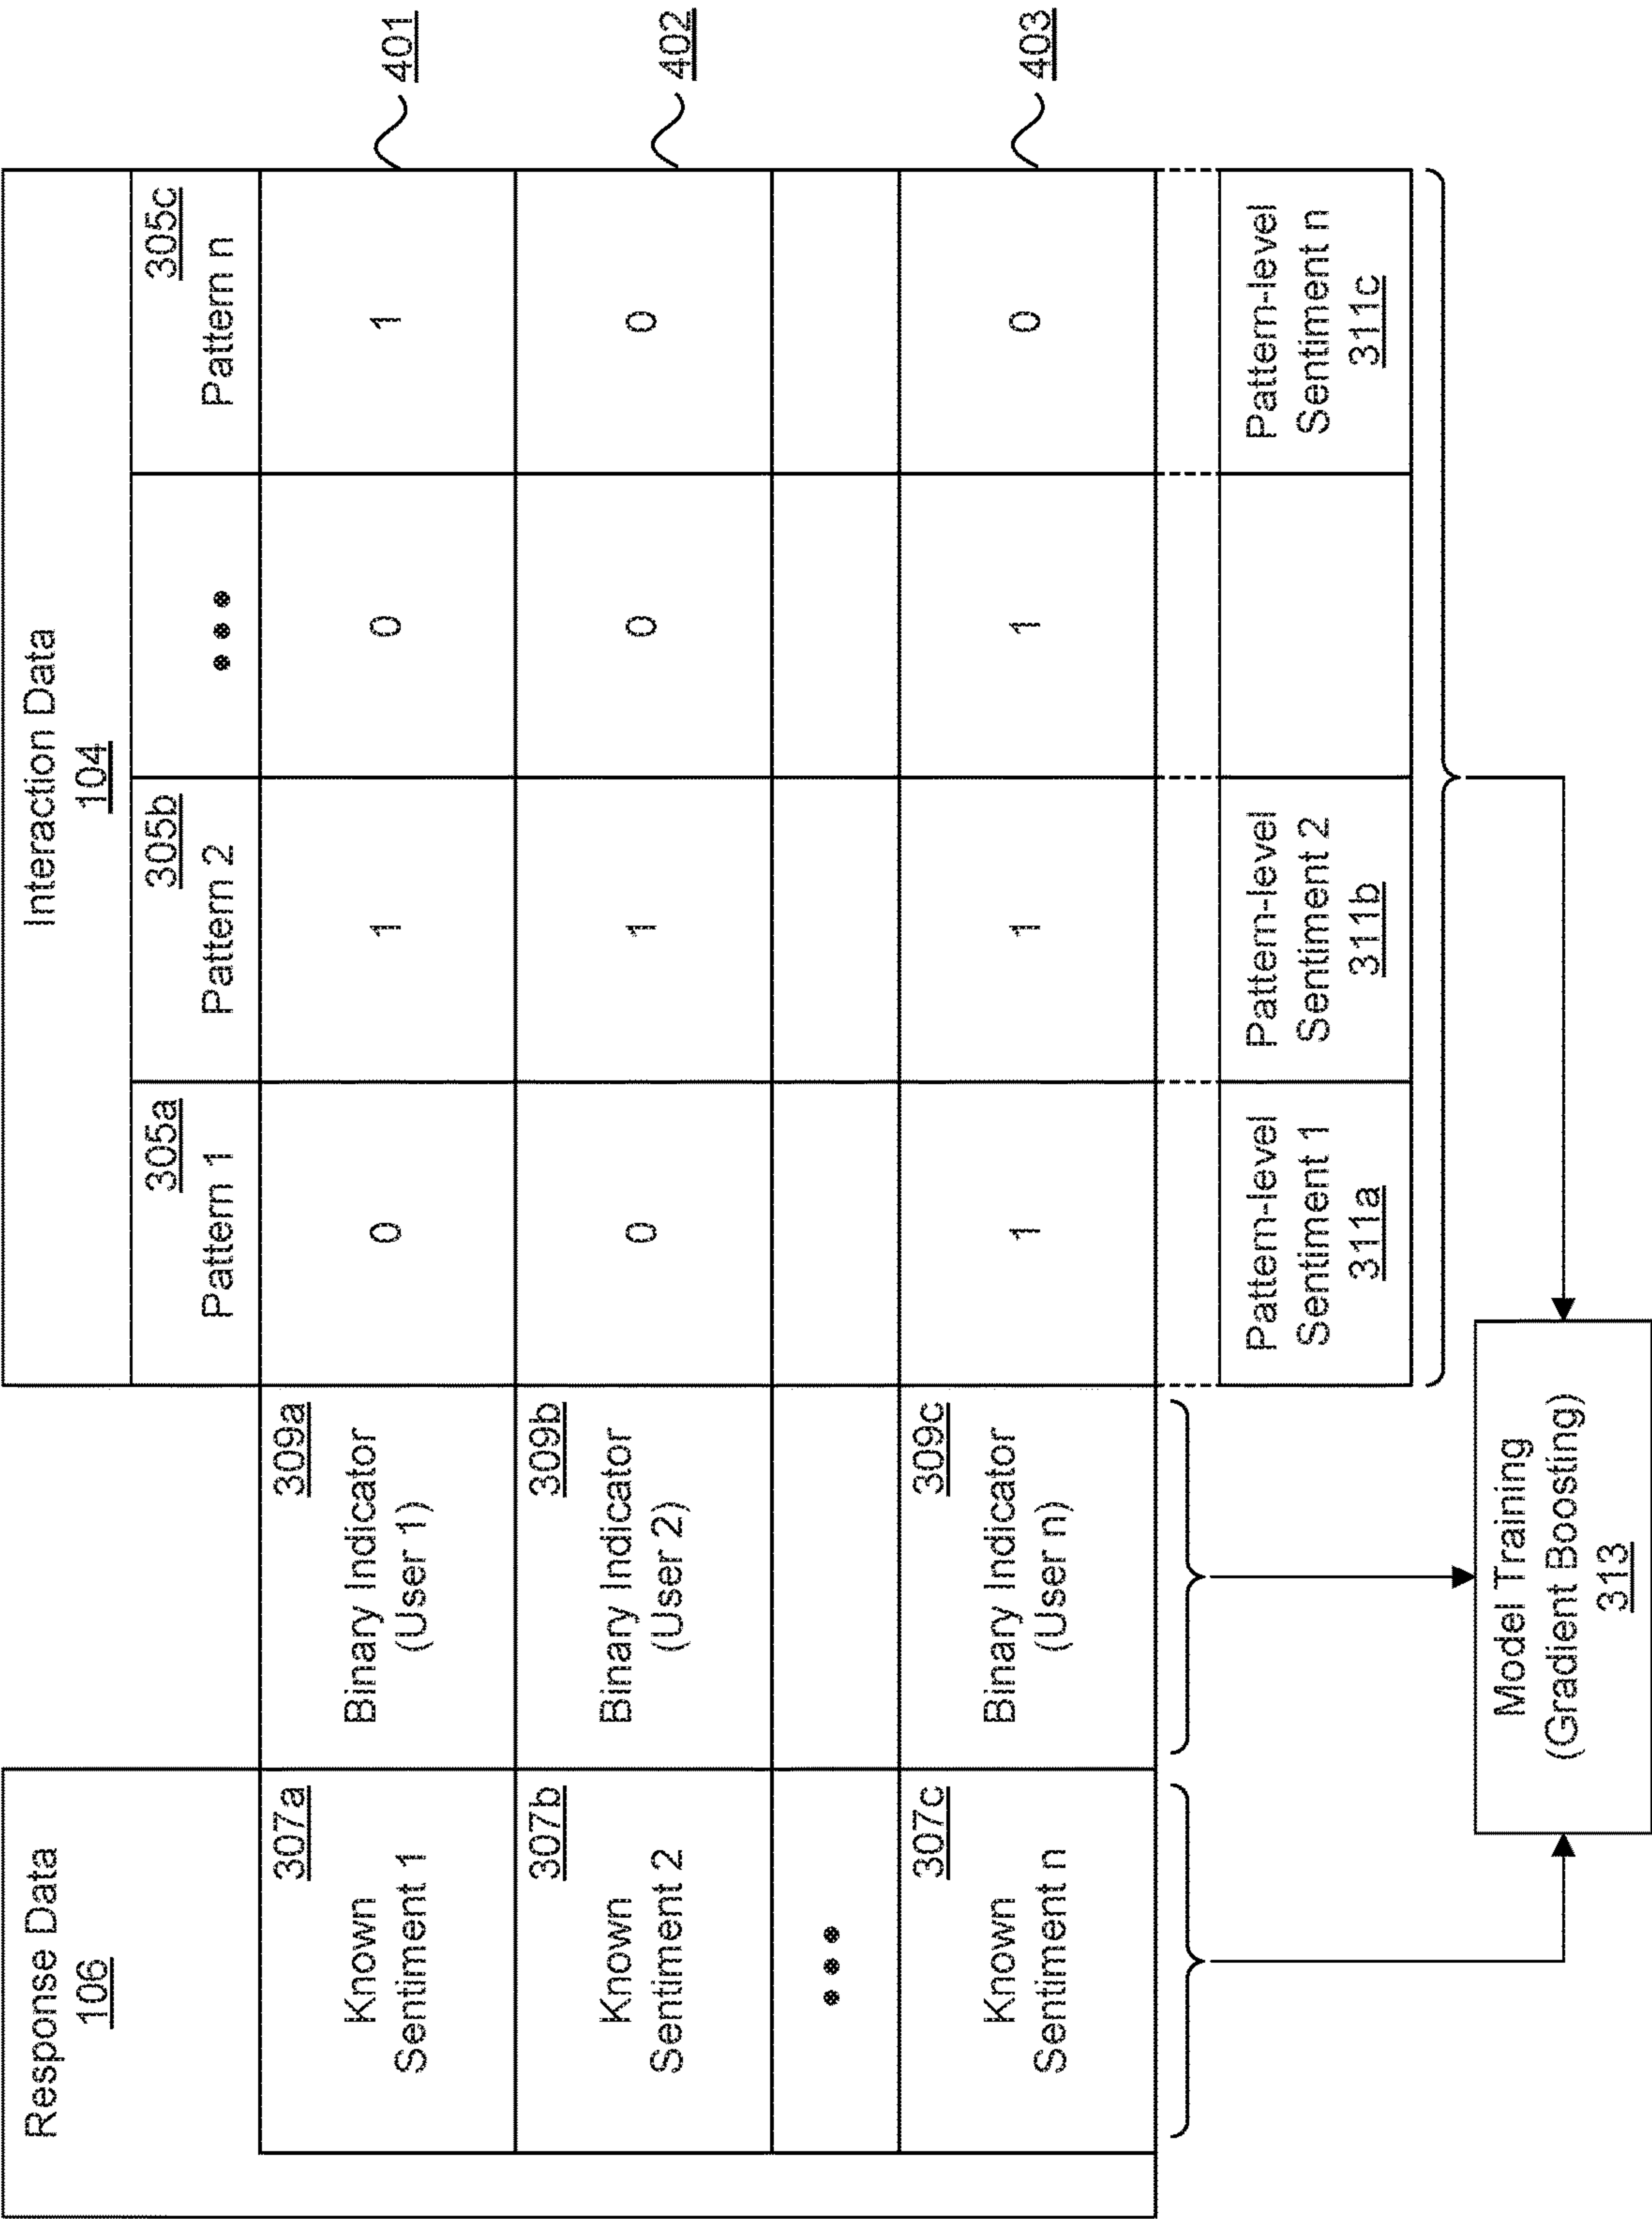 Response Data
106
Interaction Data
104
305a
Pattern 1
305b
Pattern 2
•••
305c
Pattern n
307a
Known
Sentiment 1
309a
Binary Indicator
(User 1)
0
1
0
1
401
307b
Known
Sentiment 2
309b
Binary Indicator
(User 2)
0
1
0
0
402
•••
307c
Known
Sentiment n
309c
Binary Indicator
(User n)
1
1
1
0
403
Pattern-level
Sentiment 1
311a
Pattern-level
Sentiment 2
311b
Pattern-level
Sentiment n
311c
Model Training
(Gradient Boosting)
313